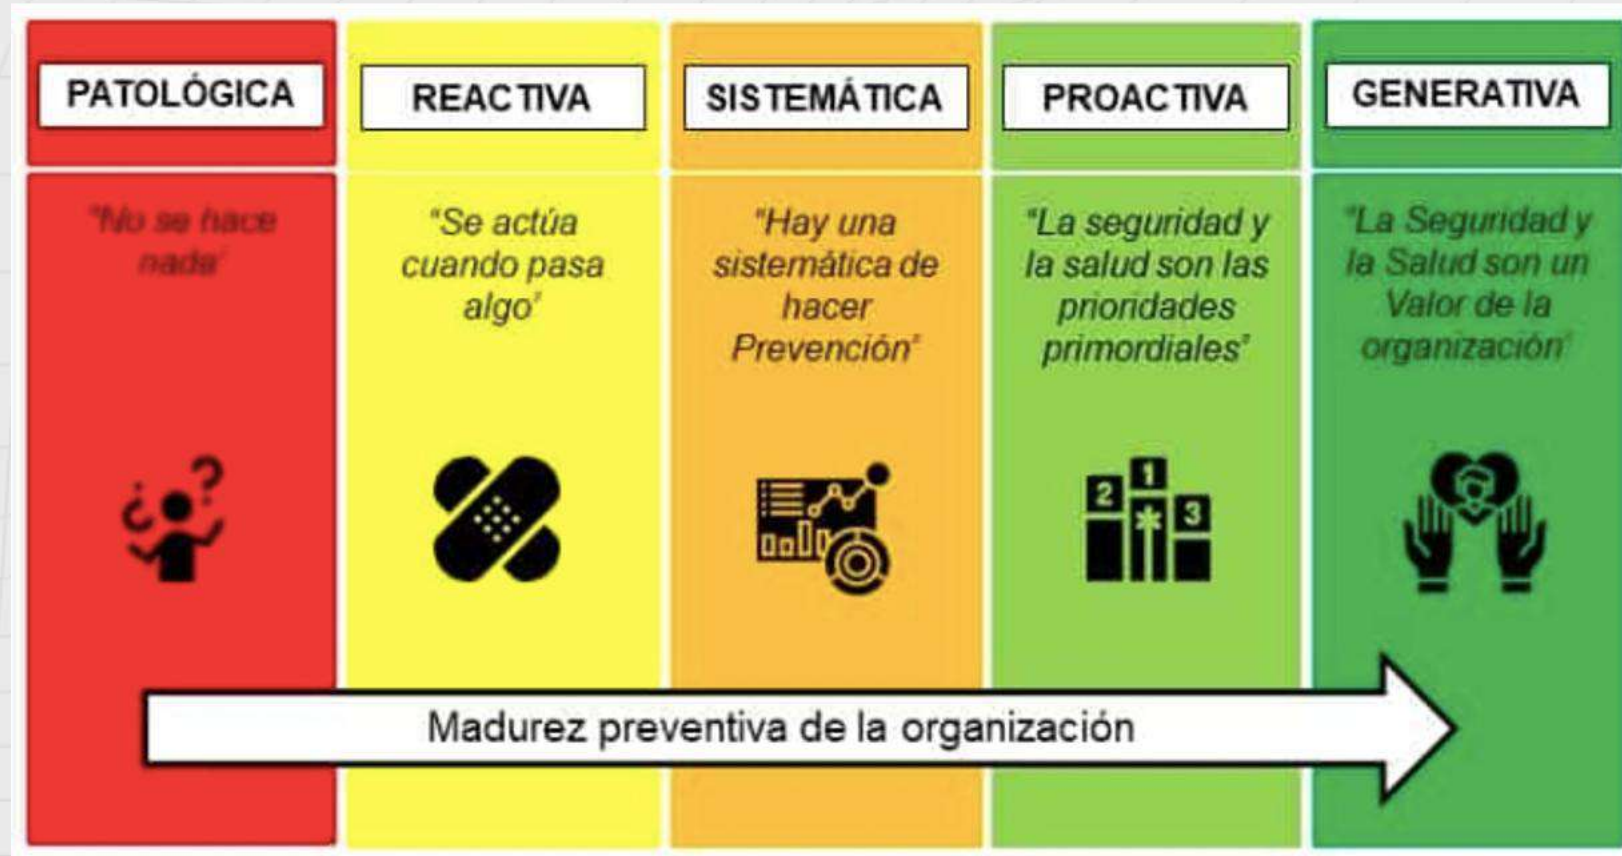 PATOLÓGICA
"No se hace
nada"
REACTIVA
"Se actúa
cuando pasa
algo"
SISTEMÁTICA
"Hay una
sistemática de
hacer
Prevención"
PROACTIVA
"La seguridad y
la salud son las
prioridades
primordiales"
2
1
3
GENERATIVA
"La Seguridad y
la Salud son un
Valor de la
organización"
Madurez preventiva de la organización